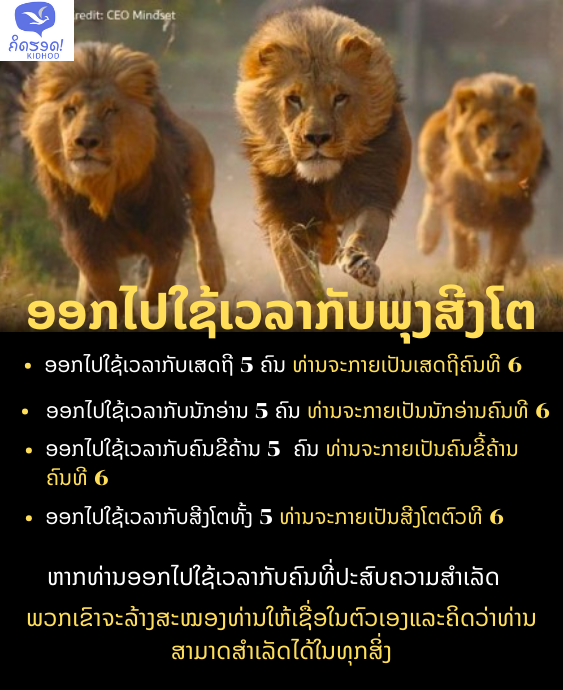 redit: CEO Mindset
ຄິດຮອດ!
KIDHOD
ອອກໄປໃຊ້ເວລາກັບຝຸງສີງໂຕ
• ອອກໄປໃຊ້ເວລາກັບເສດຖີ 5 ຄົນ ທ່ານຈະກາຍເປັນເສດຖີຄົນທີ 6
• ອອກໄປໃຊ້ເວລາກັບນັກອ່ານ 5 ຄົນ ທ່ານຈະກາຍເປັນນັກອ່ານຄົນທີ 6
• ອອກໄປໃຊ້ເວລາກັບຄົນຂີຄ້ານ 5 ຄົນ ທ່ານຈະກາຍເປັນຄົນຂີ້ຄ້ານ
ຄົນທີ 6
• ອອກໄປໃຊ້ເວລາກັບສີງໂຕທັ້ງ 5 ທ່ານຈະກາຍເປັນສີງໂຕຕົວທີ 6
ຫາກທ່ານອອກໄປໃຊ້ເວລາກັບຄົນທີ່ປະສົບຄວາມສຳເລັດ
ພວກເຂົາຈະລ້າງສະໝອງທ່ານໃຫ້ເຊື່ອໃນຕົວເອງແລະຄິດວ່າທ່ານ
ສາມາດສຳເລັດໄດ້ໃນທຸກສິ່ງ